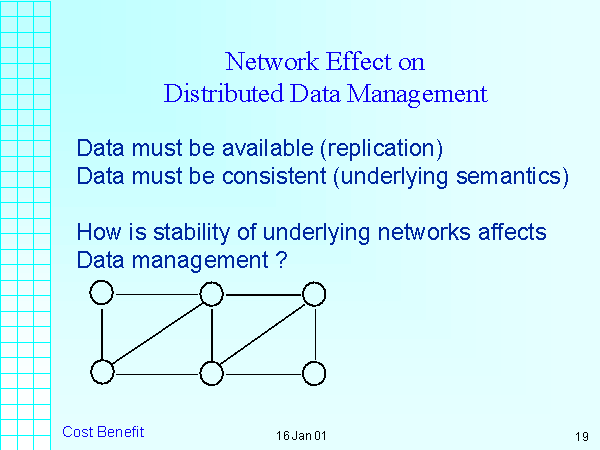 Network Effect on
Distributed Data Management
Data must be available (replication)
Data must be consistent (underlying semantics)
How is stability of underlying networks affects
Data management ?
Cost Benefit
16 Jan 01
19